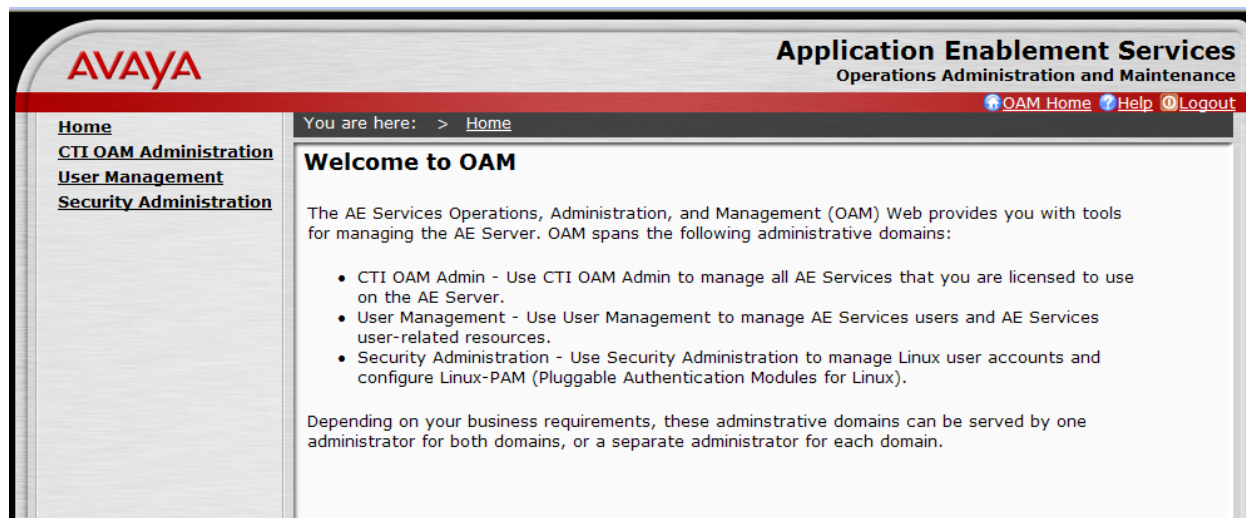 AVAYA
Application Enablement Services
Operations Administration and Maintenance
OAM Home Help Logout
Home
CTI OAM Administration
User Management
Security Administration
You are here: > Home
Welcome to OAM
The AE Services Operations, Administration, and Management (OAM) Web provides you with tools
for managing the AE Server. OAM spans the following administrative domains:
• CTI OAM Admin - Use CTI OAM Admin to manage all AE Services that you are licensed to use
on the AE Server.
• User Management - Use User Management to manage AE Services users and AE Services
user-related resources.
• Security Administration - Use Security Administration to manage Linux user accounts and
configure Linux-PAM (Pluggable Authentication Modules for Linux).
Depending on your business requirements, these adminstrative domains can be served by one
administrator for both domains, or a separate administrator for each domain.